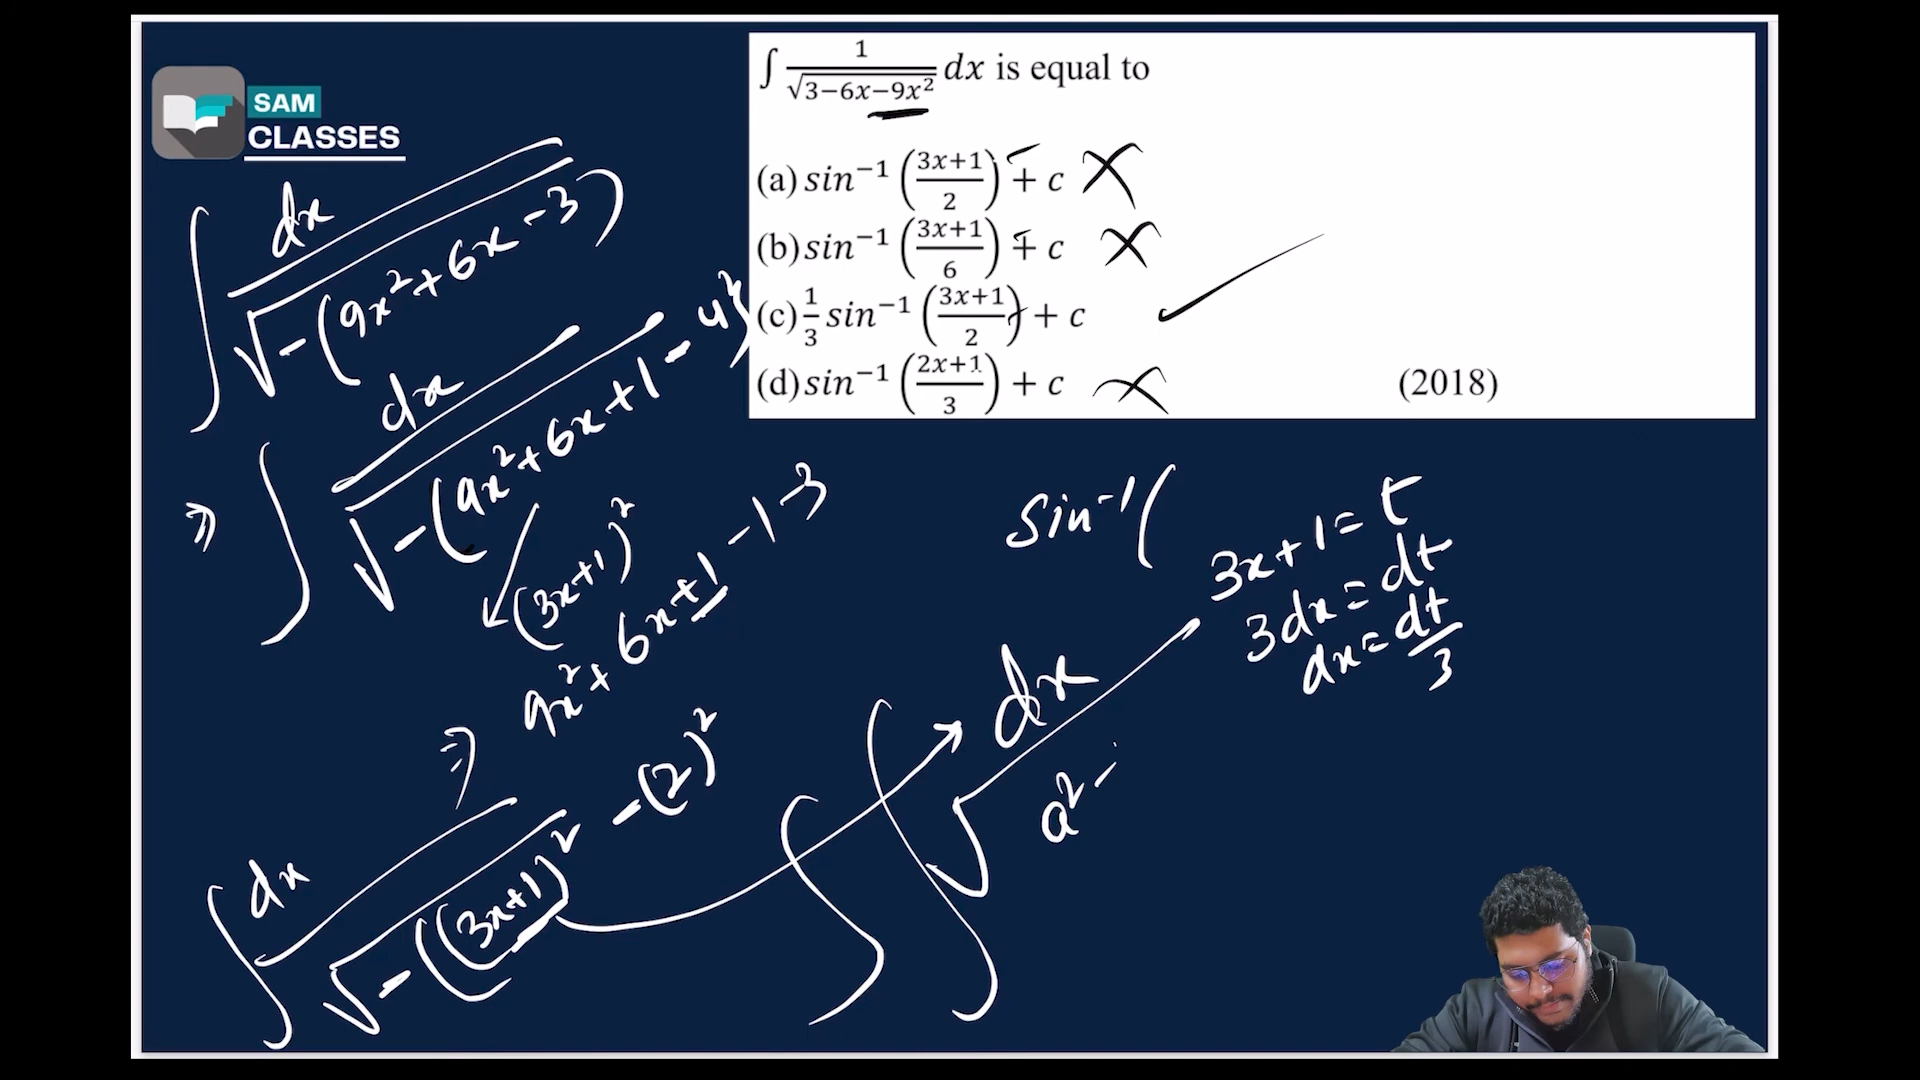 SAM
CLASSES
∫ 1/√(3−6x−9x²) dx is equal to
(a) sin⁻¹ ((3x+1)/2) + c
(b) sin⁻¹ ((3x+1)/6) + c
(c) 1/3 sin⁻¹ ((3x+1)/2) + c
(d) sin⁻¹ ((2x+1)/3) + c
(2018)
∫ dx/√−(9x²+6x−3)
⇒ ∫ dx/√−(9x²+6x+1−4)
(3x+1)²
9x²+6x+1−1−3
⇒
∫ dx/√−((3x+1)²−(2)²
sin⁻¹(
3x+1=t
3dx=dt
dx=dt/3
∫ ∫ dx/√a²−